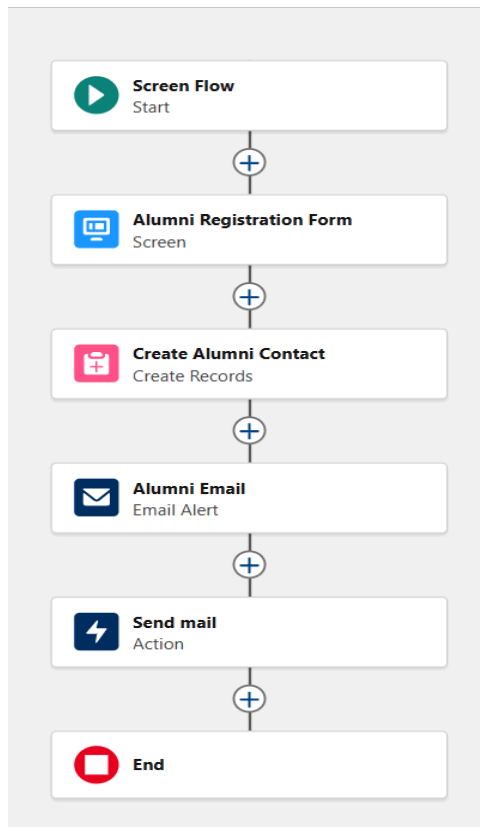 Screen Flow
Start
Alumni Registration Form
Screen
Create Alumni Contact
Create Records
Alumni Email
Email Alert
Send mail
Action
End